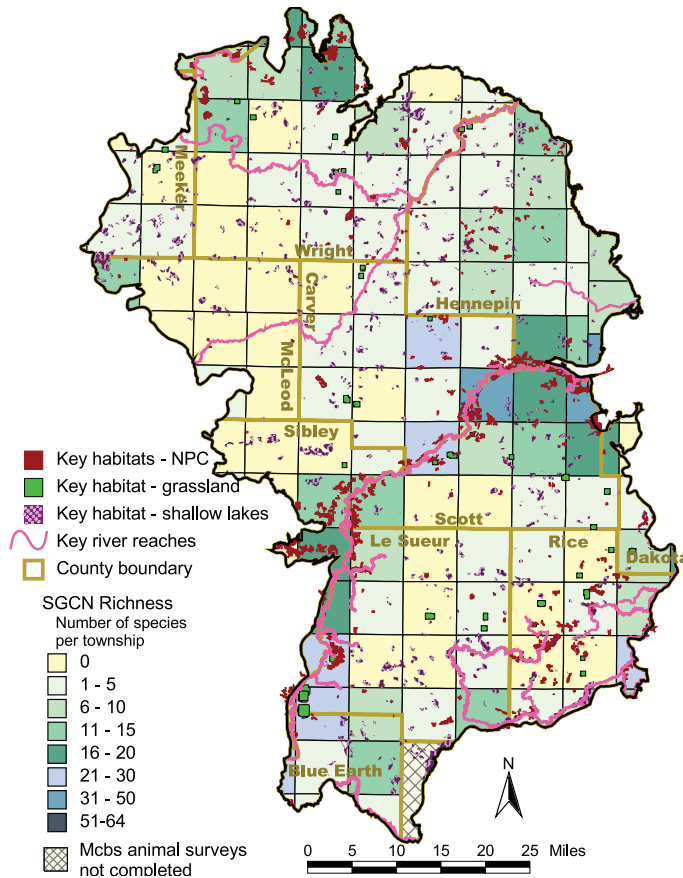 Meeker
Wright
Carver
Hennepin
McLeod
Sibley
Scott
Le Sueur
Rice
Dakota
Blue Earth
Key habitats - NPC
Key habitat - grassland
Key habitat - shallow lakes
Key river reaches
County boundary
SGCN Richness
Number of species
per township
0
1 - 5
6 - 10
11 - 15
16 - 20
21 - 30
31 - 50
51-64
Mcbs animal surveys
not completed
N
0 5 10 15 20 25 Miles